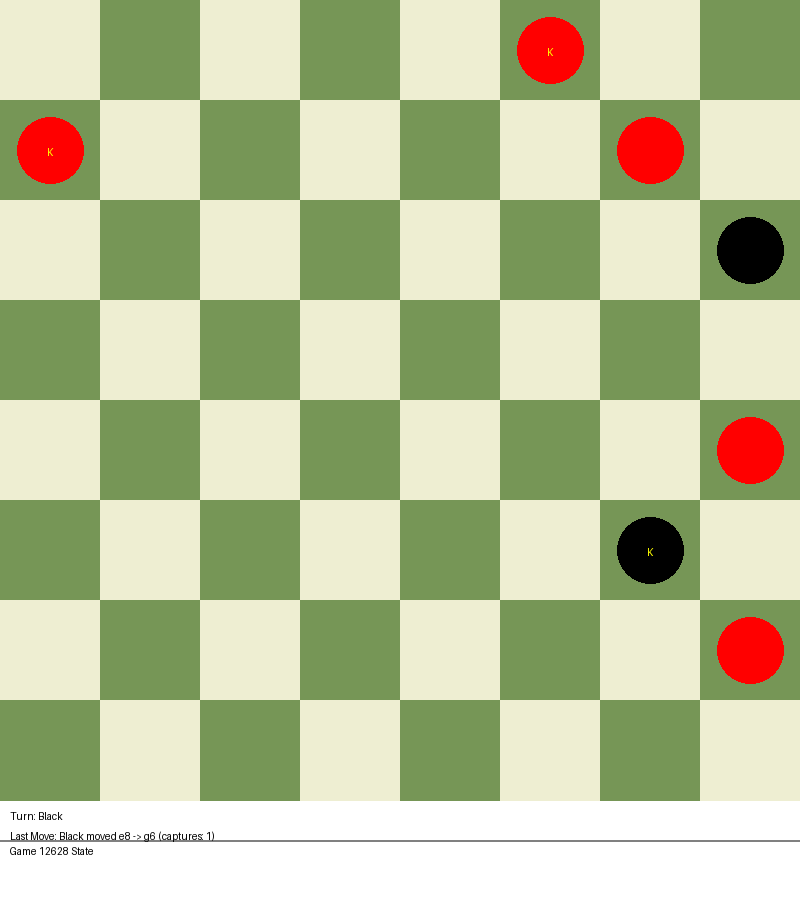 K
K
K
Turn: Black
Last Move: Black moved e8 -> g6 (captures: 1)
Game 12628 State